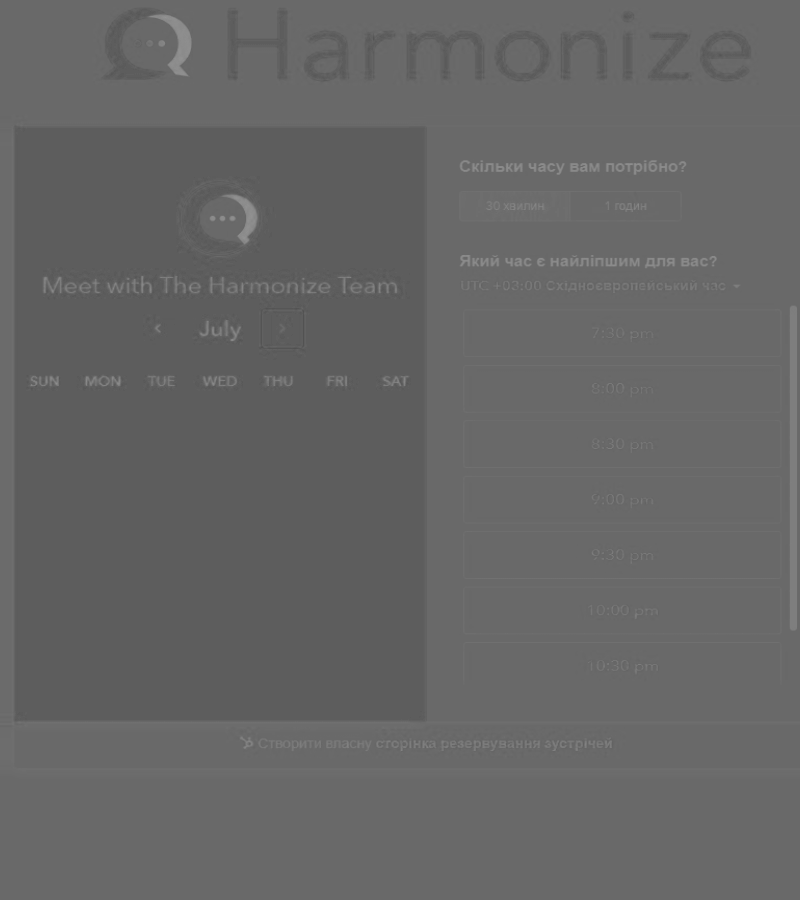 Harmonize
Meet with The Harmonize Team
July
SUN MON TUE WED THU FRI SAT
Скільки часу вам потрібно?
30 хвилин 1 годин
Який час є найліпшим для вас?
UTC +02:00 Східноєвропейський час
7:30 pm
8:00 pm
8:30 pm
9:00 pm
9:30 pm
10:00 pm
10:30 pm
Створити власну сторінка резервування зустрічей